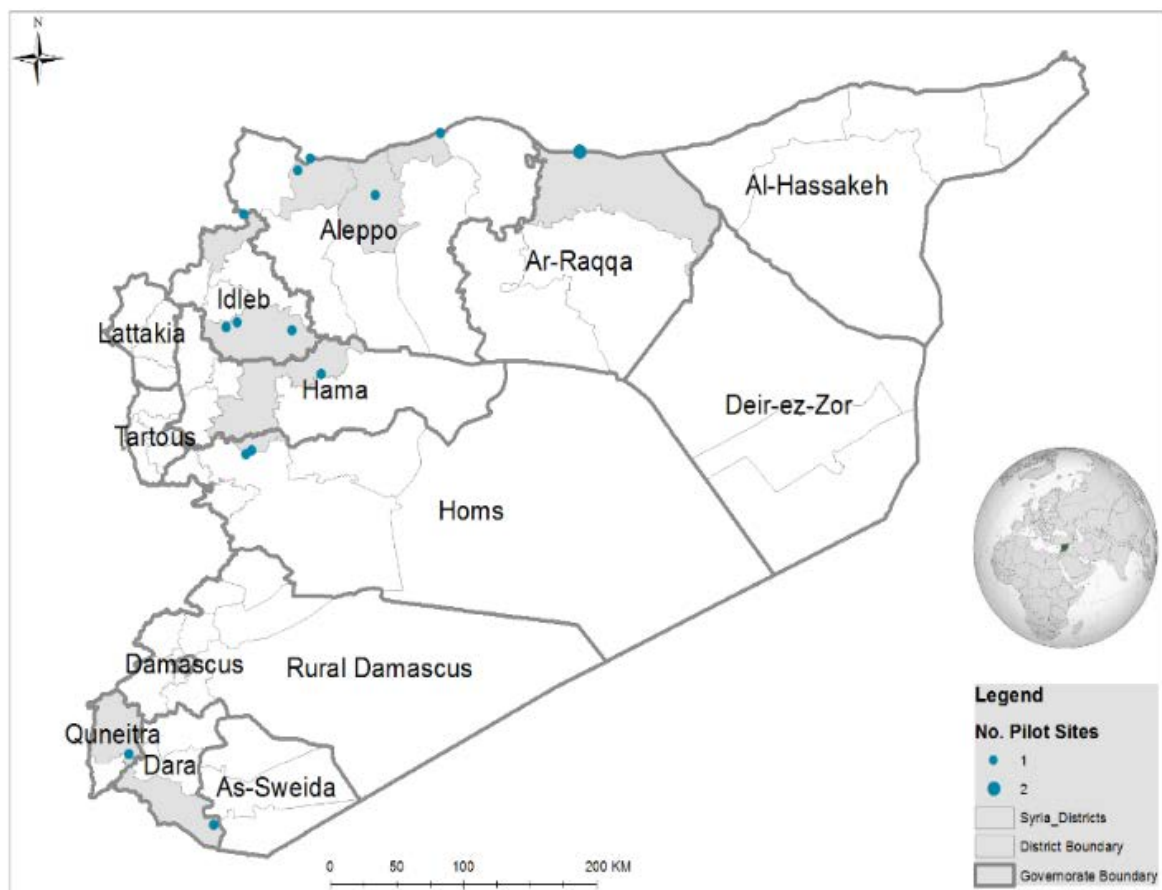 N
Al-Hassakeh
Aleppo
Ar-Raqqa
Idleb
Lattakia
Hama
Deir-ez-Zor
Tartous
Homs
Damascus
Rural Damascus
Quneitra
Dara
As-Sweida
0 50 100 200 KM
Legend
No. Pilot Sites
1
2
Syria_Districts
District Boundary
Governorate Boundary